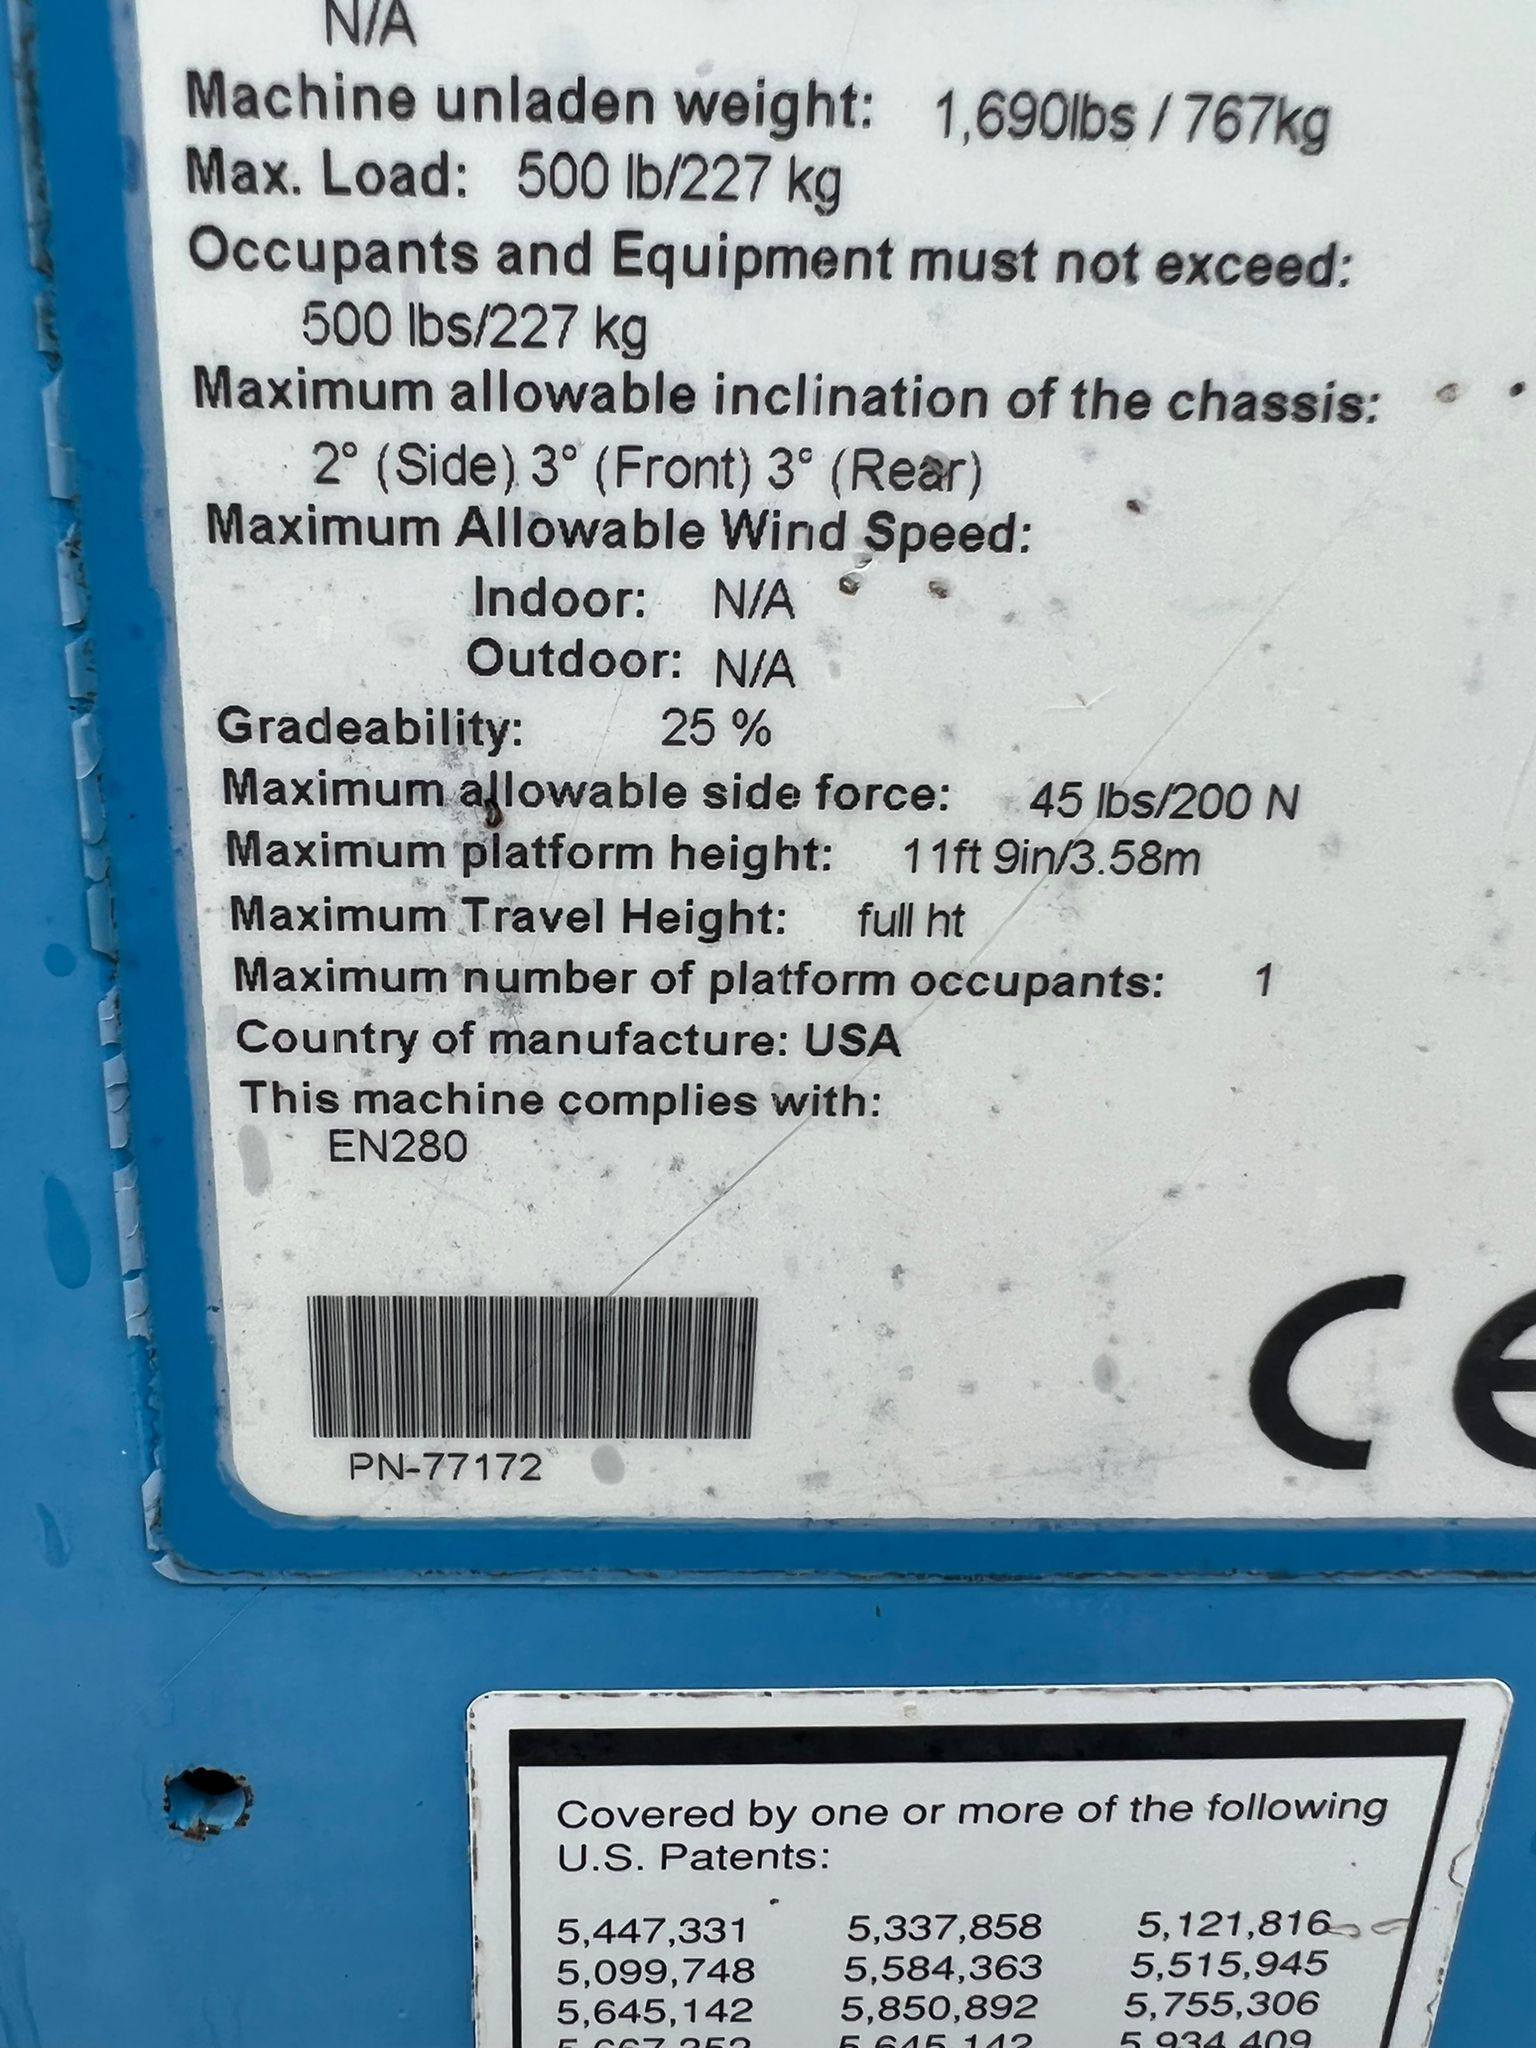 N/A
Machine unladen weight: 1,690lbs / 767kg
Max. Load: 500 lb/227 kg
Occupants and Equipment must not exceed:
500 lbs/227 kg
Maximum allowable inclination of the chassis:
2° (Side) 3° (Front) 3° (Rear)
Maximum Allowable Wind Speed:
Indoor: N/A
Outdoor: N/A
Gradeability: 25 %
Maximum allowable side force: 45 lbs/200 N
Maximum platform height: 11ft 9in/3.58m
Maximum Travel Height: full ht
Maximum number of platform occupants: 1
Country of manufacture: USA
This machine complies with:
EN280
CE
PN-77172
Covered by one or more of the following
U.S. Patents:
5,447,331 5,337,858 5,121,816
5,099,748 5,584,363 5,515,945
5,645,142 5,850,892 5,755,306
5,645,142 5,934,409